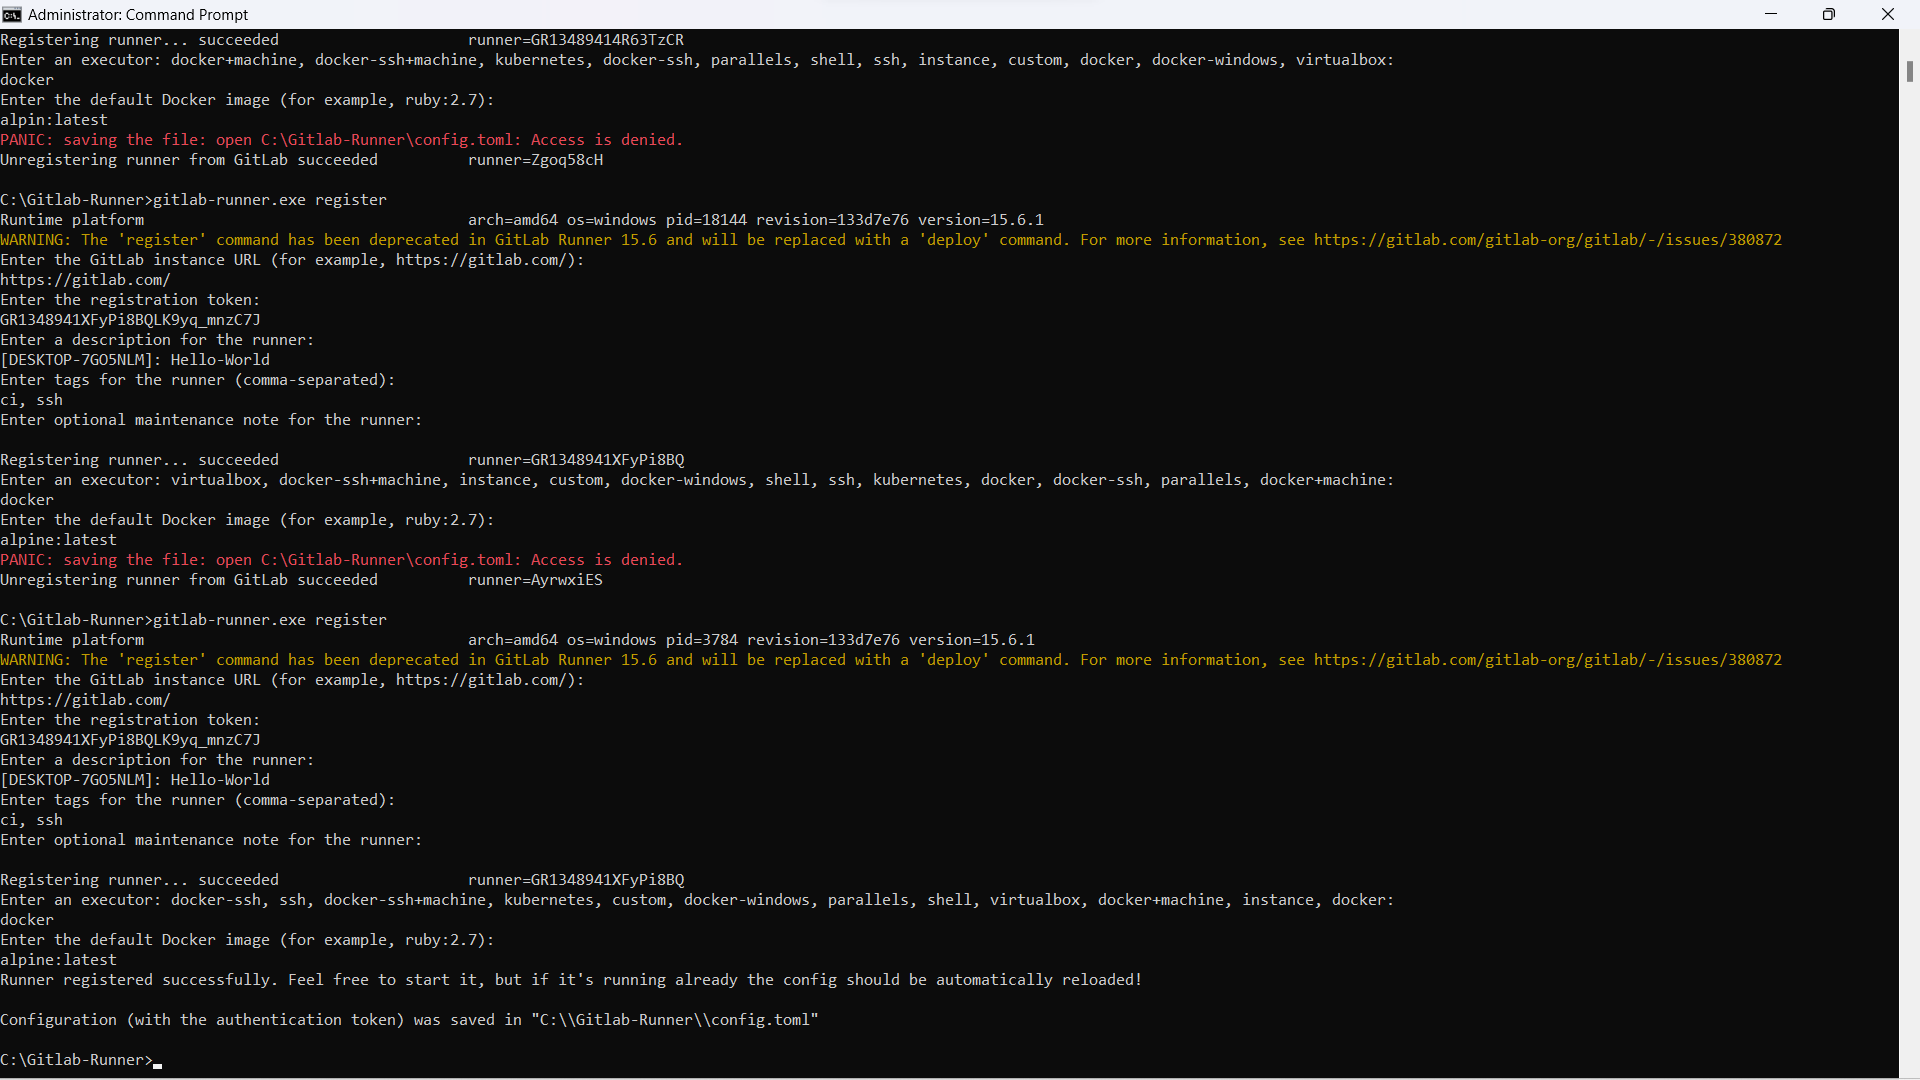 Administrator: Command Prompt
Registering runner... succeeded                     runner=GR13489414R63TzCR
Enter an executor: docker+machine, docker-ssh+machine, kubernetes, docker-ssh, parallels, shell, ssh, instance, custom, docker, docker-windows, virtualbox:
docker
Enter the default Docker image (for example, ruby:2.7):
alpin:latest
PANIC: saving the file: open C:\Gitlab-Runner\config.toml: Access is denied.
Unregistering runner from GitLab succeeded          runner=Zgoq58cH
C:\Gitlab-Runner>gitlab-runner.exe register
Runtime platform                                    arch=amd64 os=windows pid=18144 revision=133d7e76 version=15.6.1
WARNING: The 'register' command has been deprecated in GitLab Runner 15.6 and will be replaced with a 'deploy' command. For more information, see https://gitlab.com/gitlab-org/gitlab/-/issues/380872
Enter the GitLab instance URL (for example, https://gitlab.com/):
https://gitlab.com/
Enter the registration token:
GR1348941XFyPi8BQLK9yq_mnzC7J
Enter a description for the runner:
[DESKTOP-7GO5NLM]: Hello-World
Enter tags for the runner (comma-separated):
ci, ssh
Enter optional maintenance note for the runner:
Registering runner... succeeded                     runner=GR1348941XFyPi8BQ
Enter an executor: virtualbox, docker-ssh+machine, instance, custom, docker-windows, shell, ssh, kubernetes, docker, docker-ssh, parallels, docker+machine:
docker
Enter the default Docker image (for example, ruby:2.7):
alpine:latest
PANIC: saving the file: open C:\Gitlab-Runner\config.toml: Access is denied.
Unregistering runner from GitLab succeeded          runner=AyrwxiES
C:\Gitlab-Runner>gitlab-runner.exe register
Runtime platform                                    arch=amd64 os=windows pid=3784 revision=133d7e76 version=15.6.1
WARNING: The 'register' command has been deprecated in GitLab Runner 15.6 and will be replaced with a 'deploy' command. For more information, see https://gitlab.com/gitlab-org/gitlab/-/issues/380872
Enter the GitLab instance URL (for example, https://gitlab.com/):
https://gitlab.com/
Enter the registration token:
GR1348941XFyPi8BQLK9yq_mnzC7J
Enter a description for the runner:
[DESKTOP-7GO5NLM]: Hello-World
Enter tags for the runner (comma-separated):
ci, ssh
Enter optional maintenance note for the runner:
Registering runner... succeeded                     runner=GR1348941XFyPi8BQ
Enter an executor: docker-ssh, ssh, docker-ssh+machine, kubernetes, custom, docker-windows, parallels, shell, virtualbox, docker+machine, instance, docker:
docker
Enter the default Docker image (for example, ruby:2.7):
alpine:latest
Runner registered successfully. Feel free to start it, but if it's running already the config should be automatically reloaded!
Configuration (with the authentication token) was saved in "C:\\Gitlab-Runner\\config.toml"
C:\Gitlab-Runner>